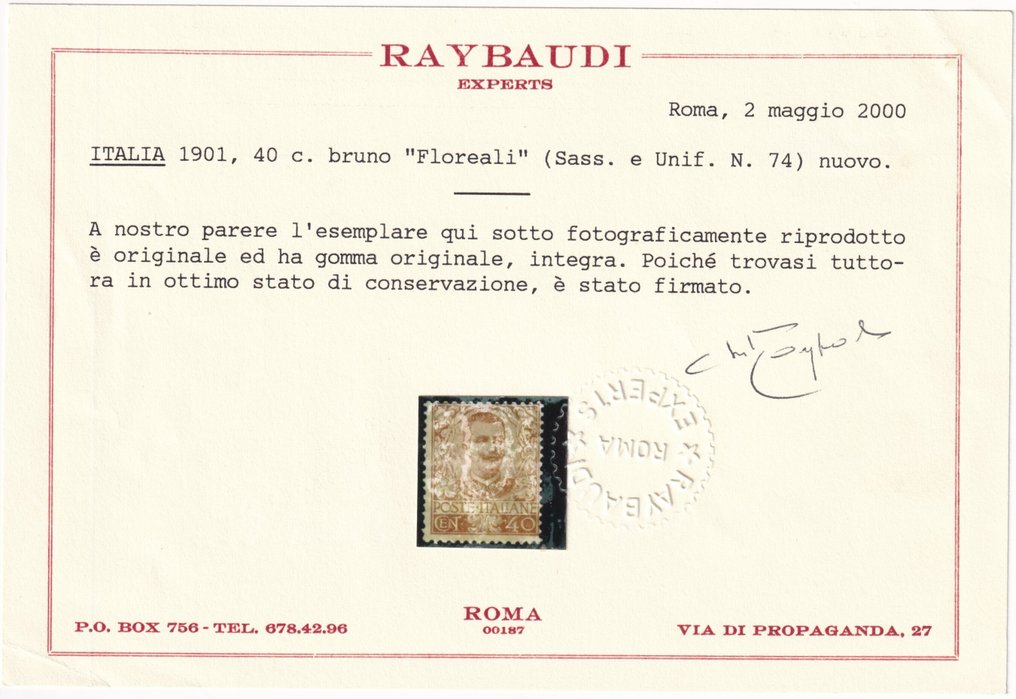 RAYBAUDI
EXPERTS
Roma, 2 maggio 2000
ITALIA 1901, 40 c. bruno "Floreali" (Sass. e Unif. N. 74) nuovo.
A nostro parere l'esemplare qui sotto fotograficamente riprodotto
è originale ed ha gomma originale, integra. Poiché trovasi tutto-
ra in ottimo stato di conservazione, è stato firmato.
RAYBAUDI ★ EXPERTS ★
ROMA
POSTE ITALIANE
CEN 40
ROMA
00187
P.O. BOX 756 - TEL. 678.42.96
VIA DI PROPAGANDA, 27